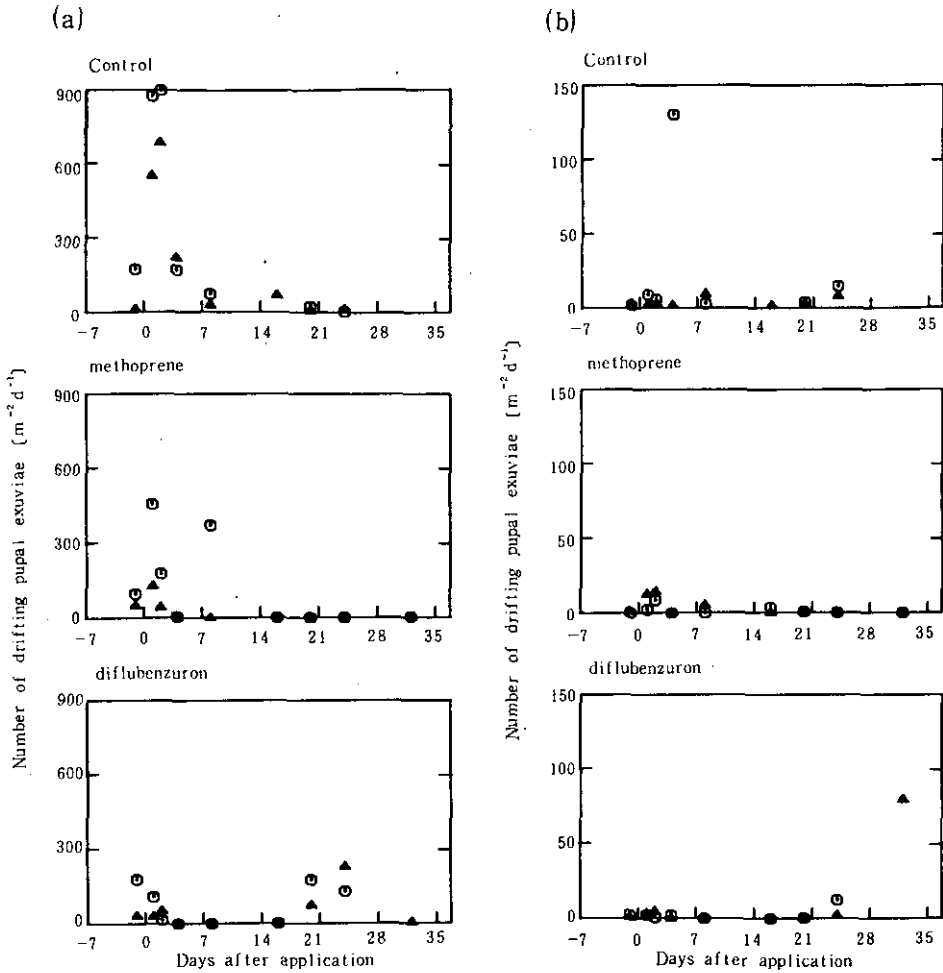 (a)
Control
900
600
300
0
-7 0 7 14 21 28 35
methoprene
900
600
300
0
-7 0 7 14 21 28 35
diflubenzuron
900
600
300
0
-7 0 7 14 21 28 35
Days after application
Number of drifting pupal exuviae [m⁻² d⁻¹)
(b)
Control
150
100
50
0
-7 0 7 14 21 28 35
methoprene
150
100
50
0
-7 0 7 14 21 28 35
diflubenzuron
150
100
50
0
-7 0 7 14 21 28 35
Days after application
Number of drifting pupal exuviae [m⁻² d⁻¹)